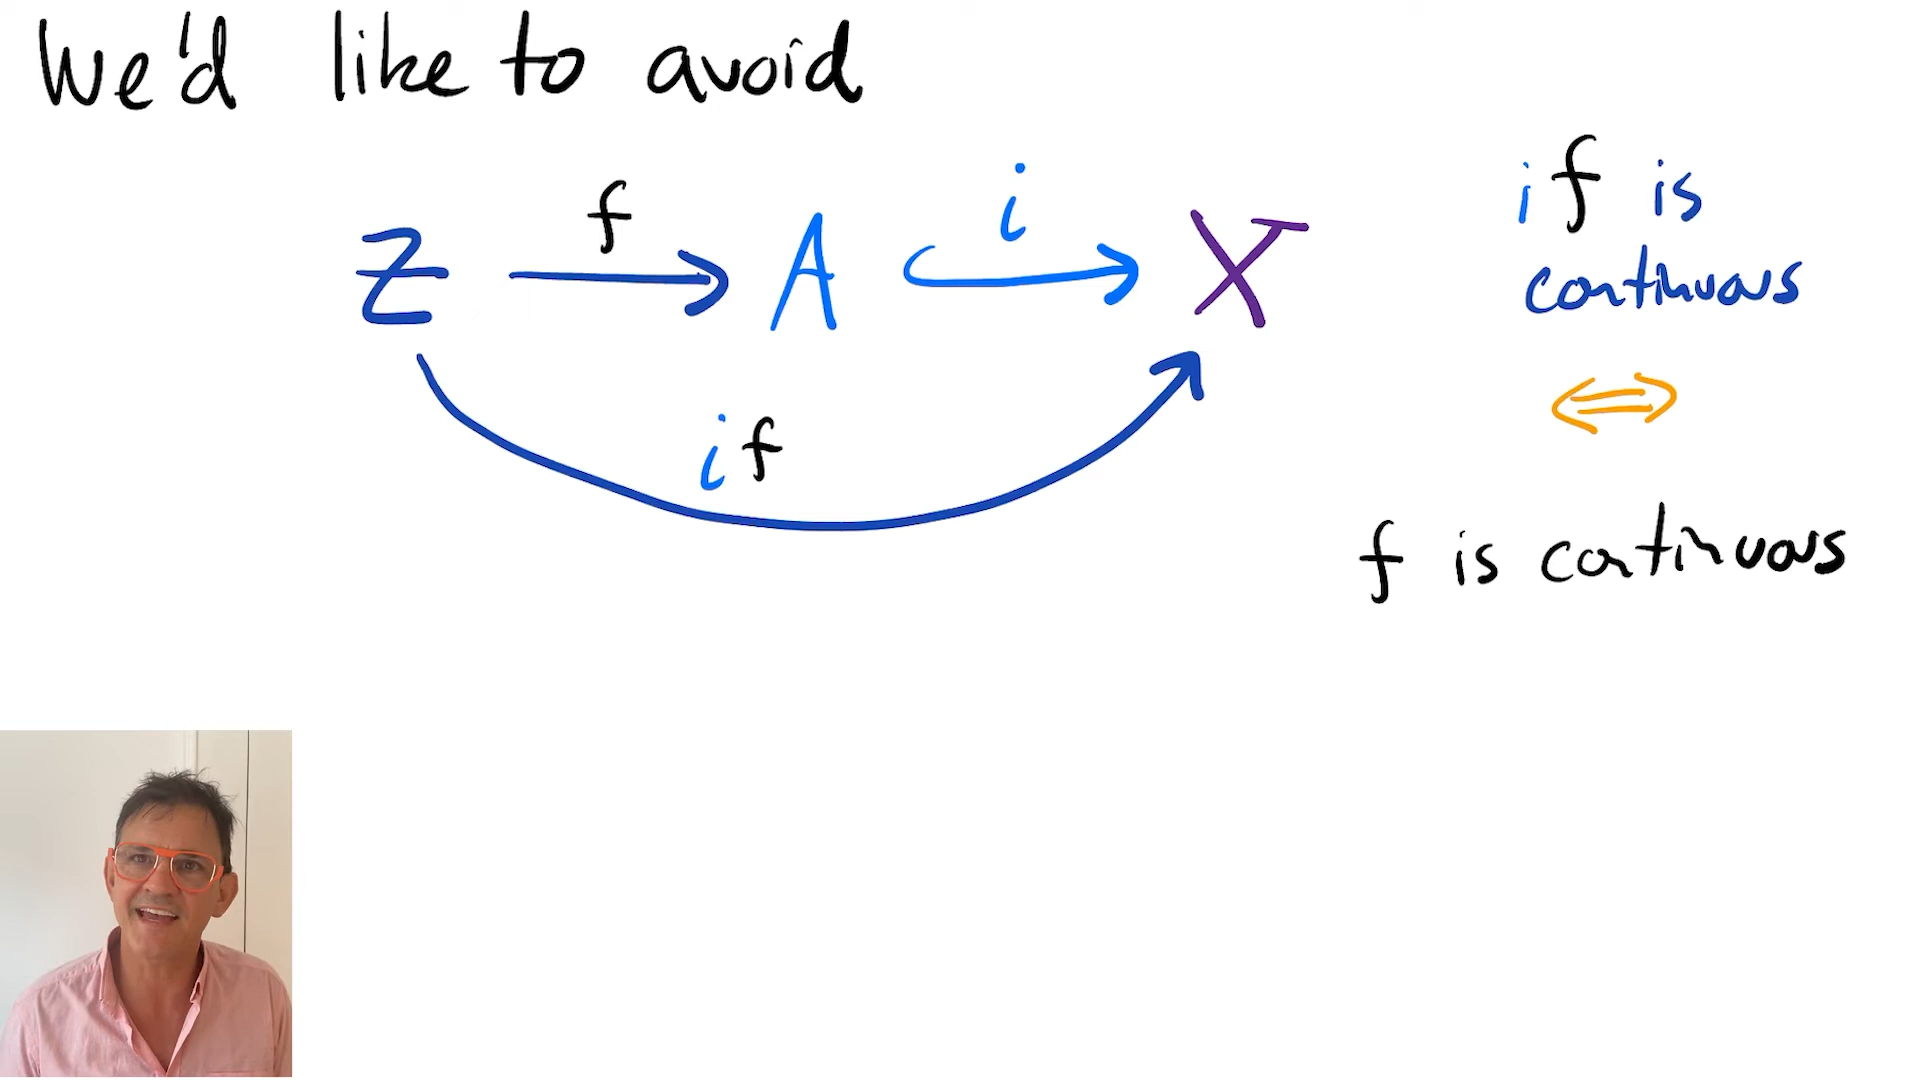 We'd like to avoid
Z f A i X
if
if is
continuous
⇔
f is continuous